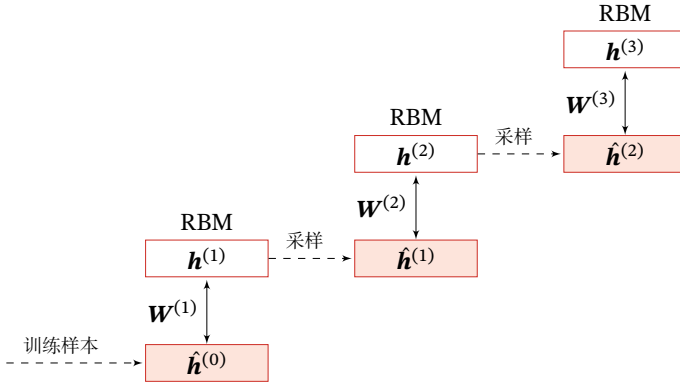 RBM
h^(3)
W^(3)
RBM
采样
h^(2)
ĥ^(2)
W^(2)
RBM
采样
h^(1)
ĥ^(1)
W^(1)
训练样本
ĥ^(0)